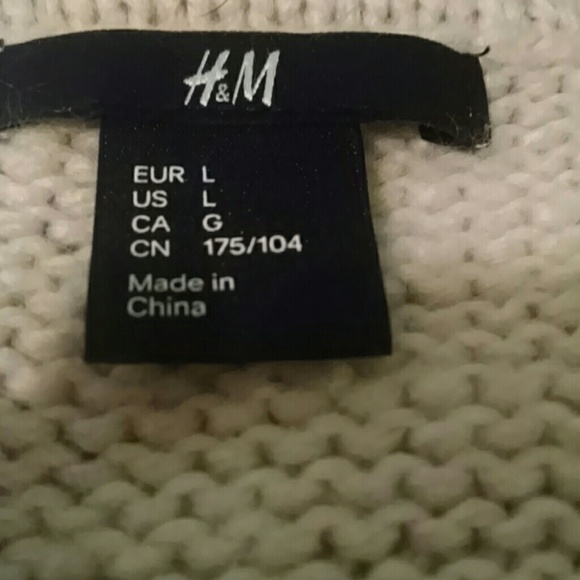 H&M
EUR L
US L
CA G
CN 175/104
Made in
China